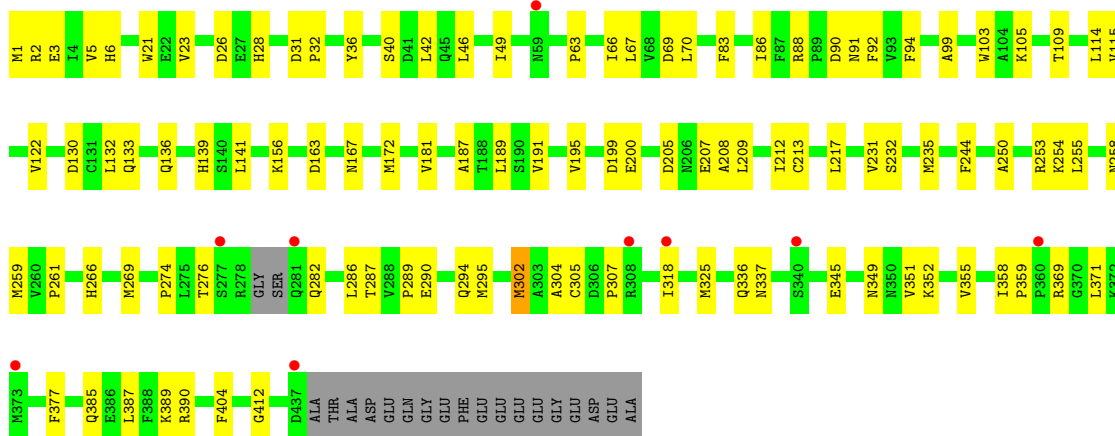 M1 R2 E3 I4 V5 H6 W21 E22 V23 D26 E27 H28 D31 P32 Y36 S40 D41 L42 Q45 L46 I49 N59 P63 I66 L67 V68 D69 L70 F83 I86 F87 R88 P89 D90 N91 F92 V93 F94 A99 W103 A104 K105 T109 L114 V115
V122 D130 C131 L132 Q133 Q136 H139 S140 L141 K156 D163 N167 M172 V181 A187 T188 L189 S190 V191 V195 D199 E200 D205 N206 E207 A208 L209 I212 C213 L217 V231 S232 M235 F244 A250 R253 K254 L255 N258
M259 V260 P261 H266 M269 P274 L275 T276 S277 R278 GLY SER Q281 Q282 L286 T287 V288 P289 E290 Q294 M295 M302 A303 A304 C305 D306 P307 R308 I318 M325 Q336 N337 S340 E345 N349 N350 V351 K352 V355 I358 P359 P360 R369 G370 L371 K372
M373 F377 Q385 E386 L387 F388 K389 R390 F404 G412 D437 ALA THR ALA ASP GLU GLN GLY GLU PHE GLU GLU GLU GLU GLY GLU ASP GLU ALA